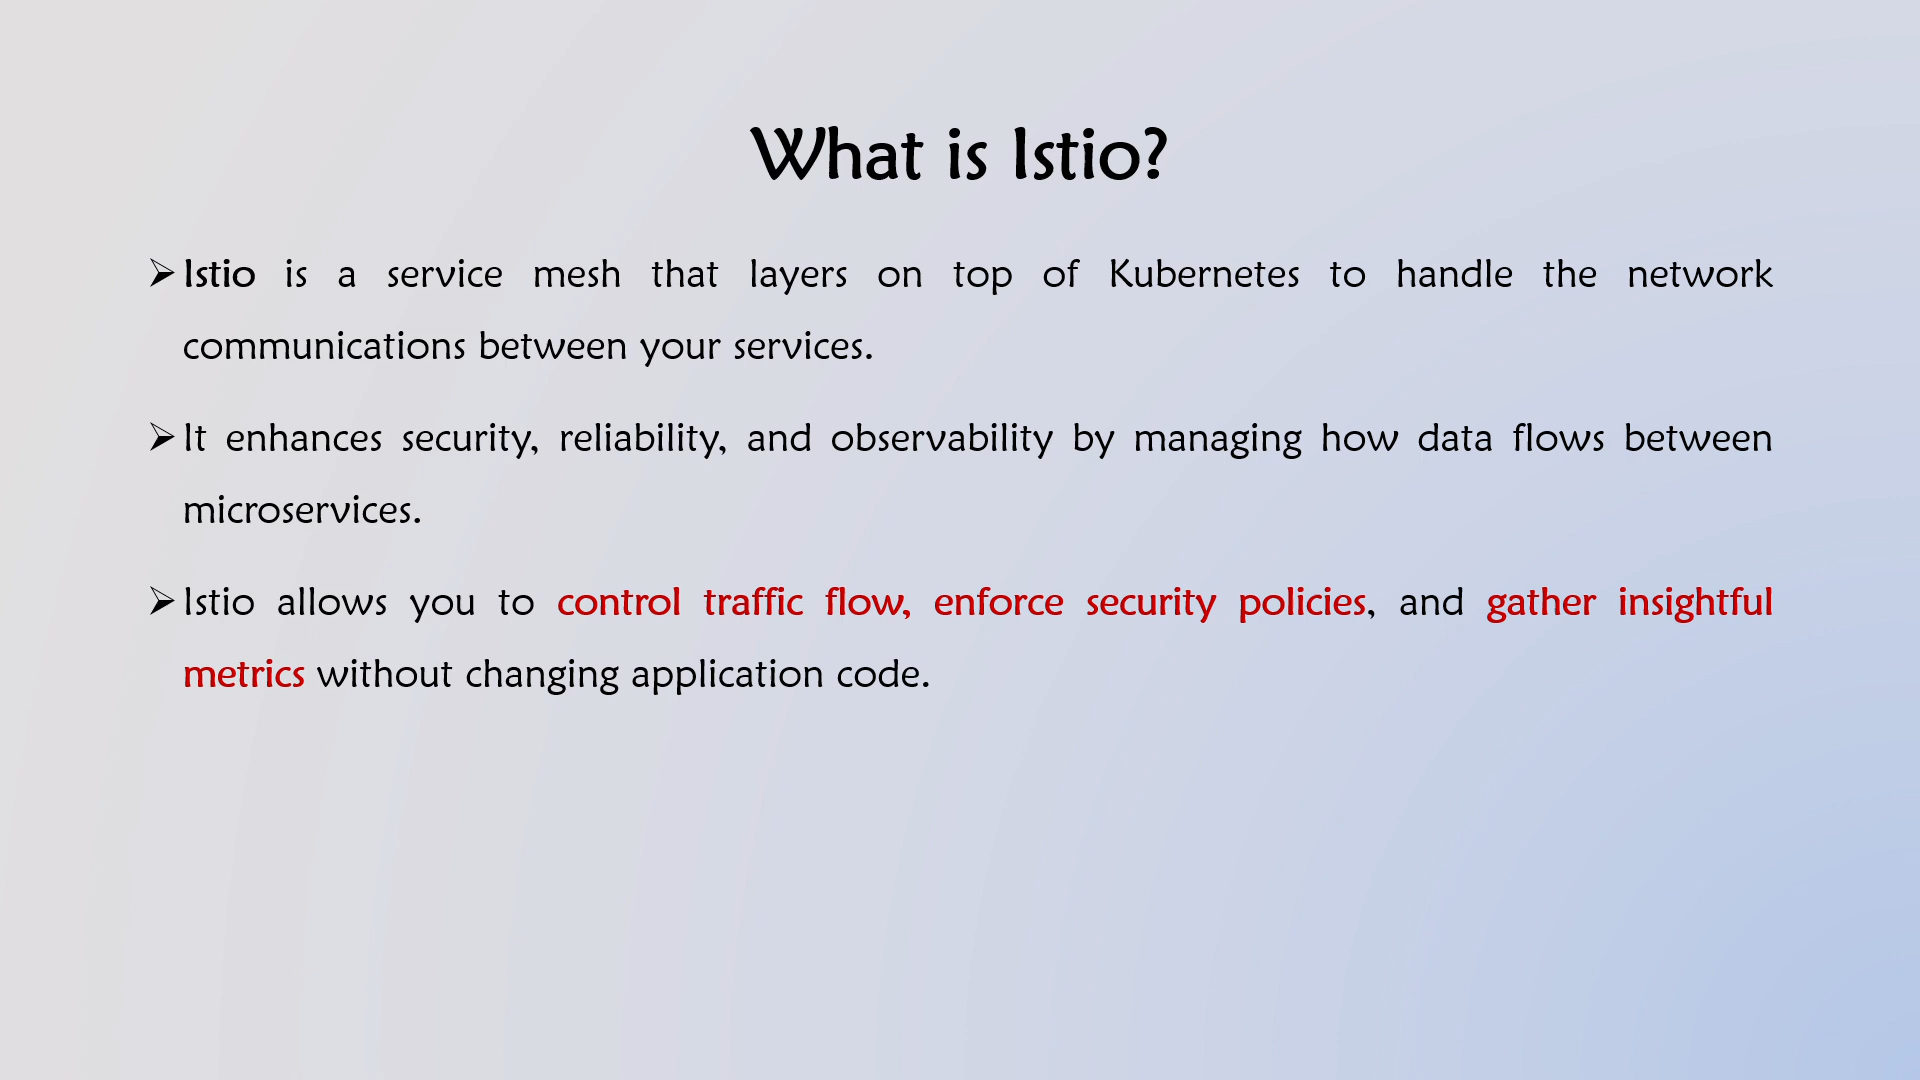 What is Istio?
➢Istio is a service mesh that layers on top of Kubernetes to handle the network
communications between your services.
➢It enhances security, reliability, and observability by managing how data flows between
microservices.
➢Istio allows you to control traffic flow, enforce security policies, and gather insightful
metrics without changing application code.